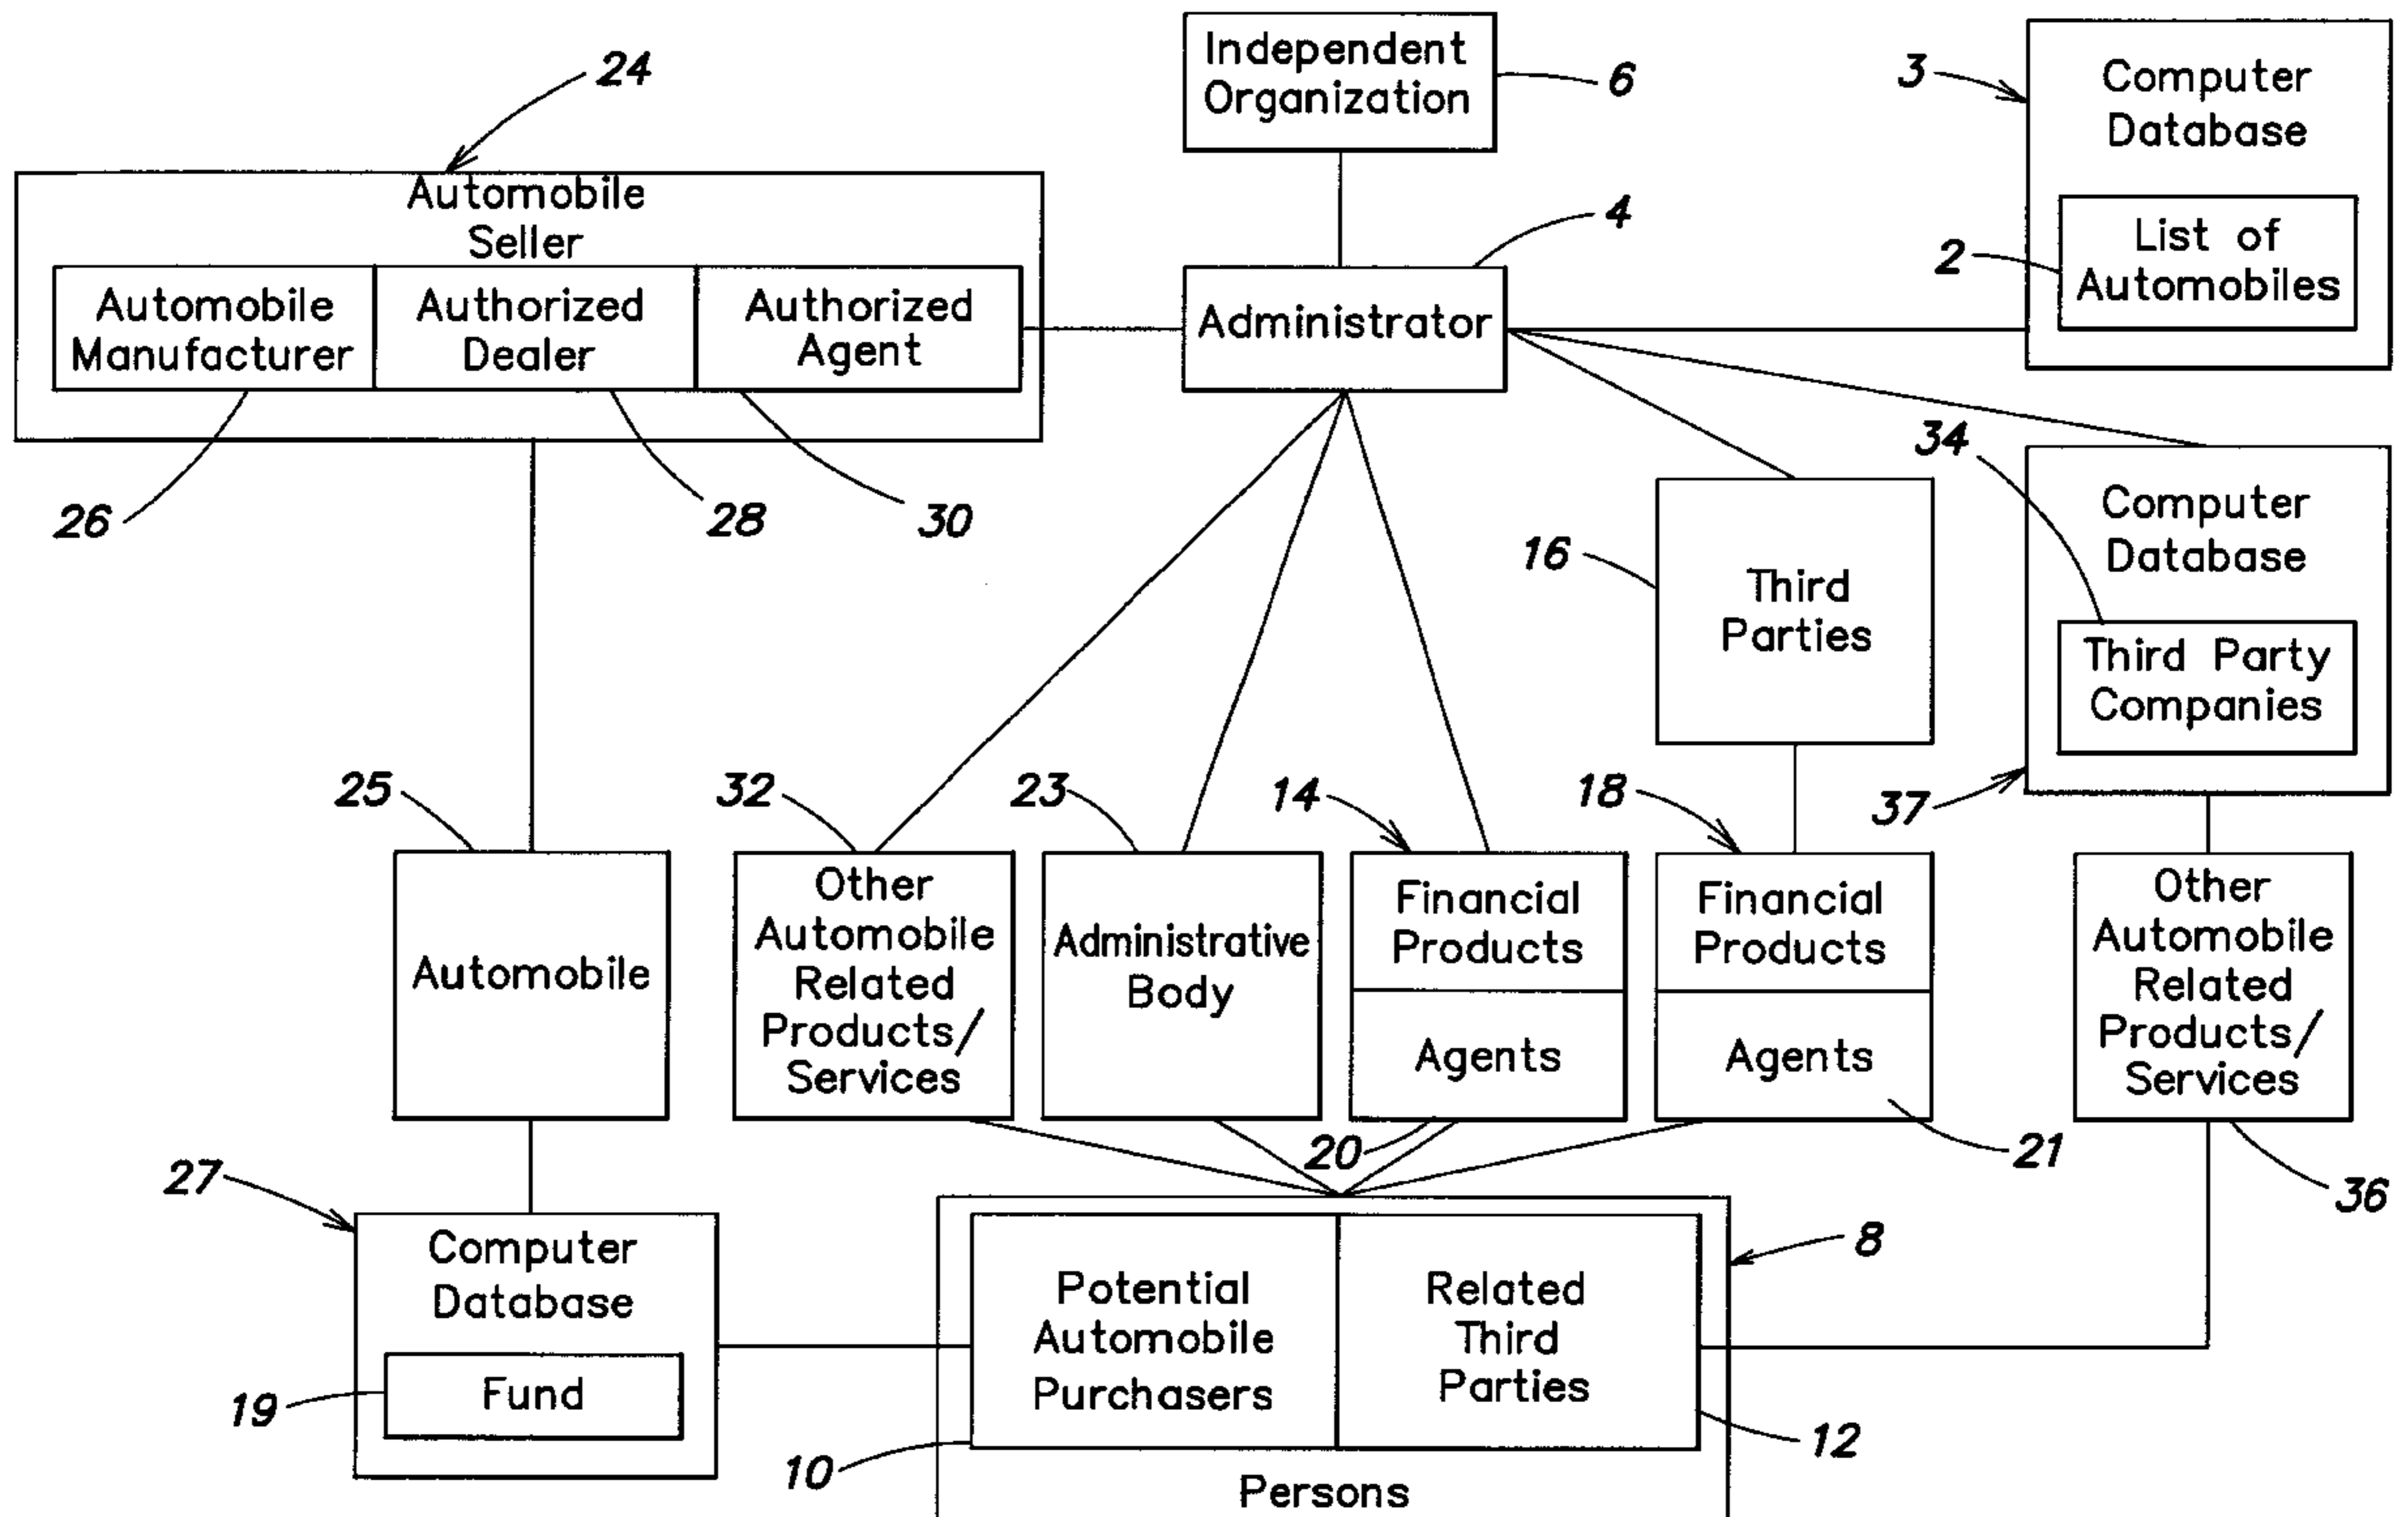 24
Independent
Organization
6
3
Computer
Database
Automobile
Seller
4
2
List of
Automobiles
Automobile
Manufacturer
Authorized
Dealer
Authorized
Agent
Administrator
26
28
30
34
Computer
Database
16
Third
Parties
Third Party
Companies
25
32
23
14
18
37
Automobile
Other
Automobile
Related
Products/
Services
Administrative
Body
Financial
Products
Agents
Financial
Products
Agents
Other
Automobile
Related
Products/
Services
20
21
36
27
Computer
Database
8
19
Fund
Potential
Automobile
Purchasers
Related
Third
Parties
10
12
Persons